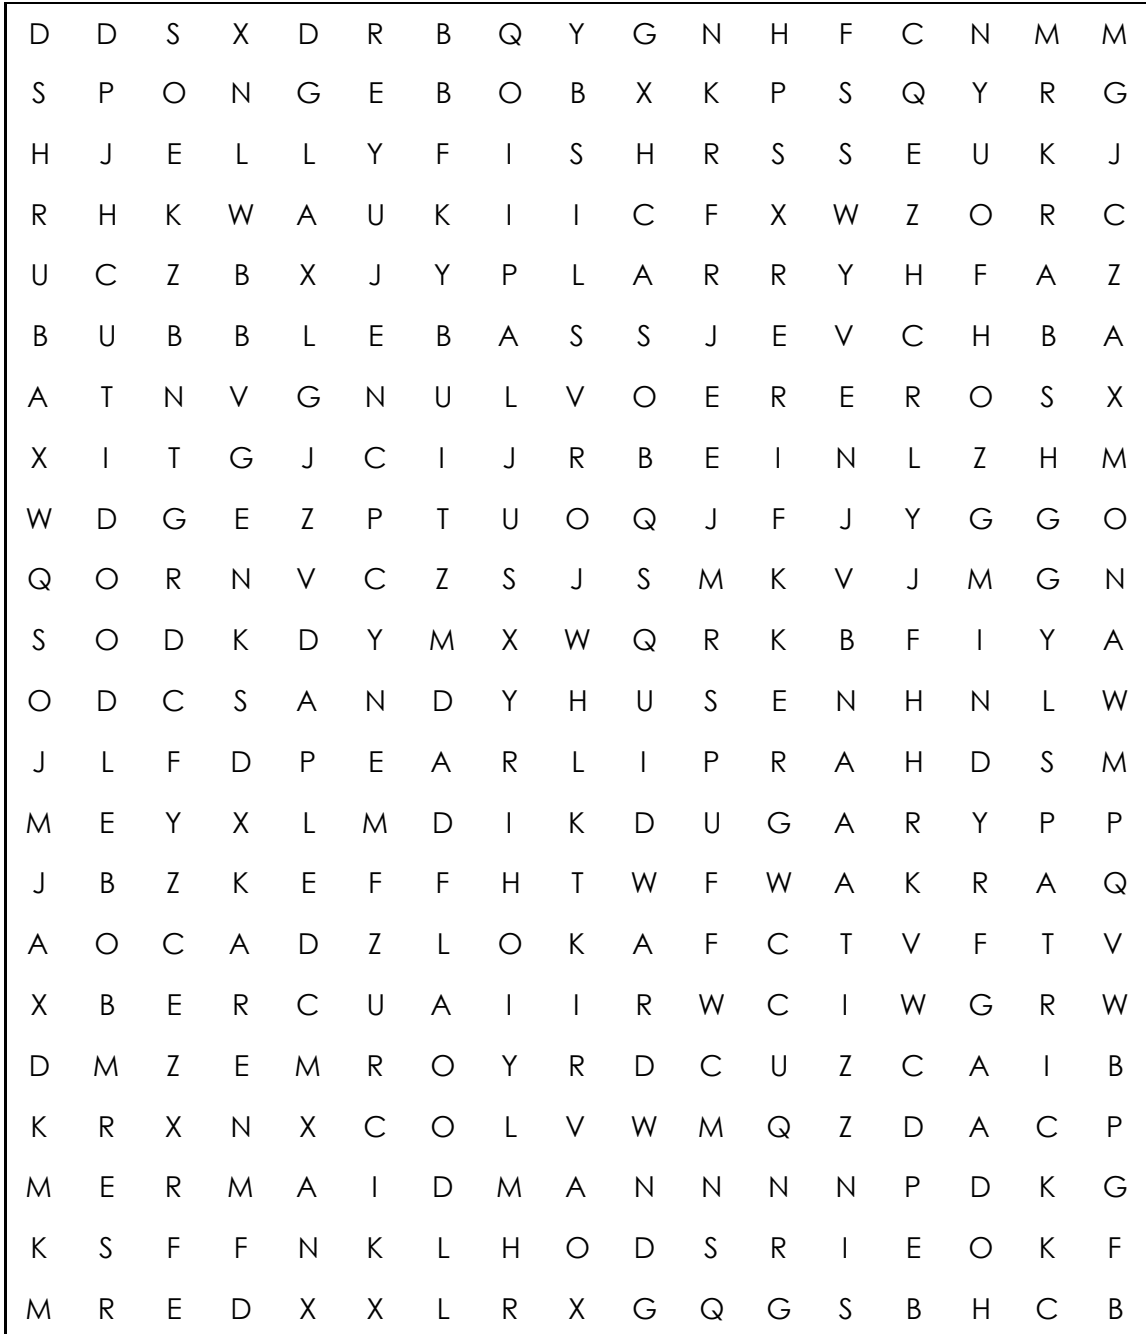 D D S X D R B Q Y G N H F C N M M
S P O N G E B O B X K P S Q Y R G
H J E L L Y F I S H R S S E U K J
R H K W A U K I I C F X W Z O R C
U C Z B X J Y P L A R R Y H F A Z
B U B B L E B A S S J E V C H B A
A T N V G N U L V O E R E R O S X
X I T G J C I J R B E I N L Z H M
W D G E Z P T U O Q J F J Y G G O
Q O R N V C Z S J S M K V J M G N
S O D K D Y M X W Q R K B F I Y A
O D C S A N D Y H U S E N H N L W
J L F D P E A R L I P R A H D S M
M E Y X L M D I K D U G A R Y P P
J B Z K E F F H T W F W A K R A Q
A O C A D Z L O K A F C T V F T V
X B E R C U A I I R W C I W G R W
D M Z E M R O Y R D C U Z C A I B
K R X N X C O L V W M Q Z D A C P
M E R M A I D M A N N N N P D K G
K S F F N K L H O D S R I E O K F
M R E D X X L R X G Q G S B H C B